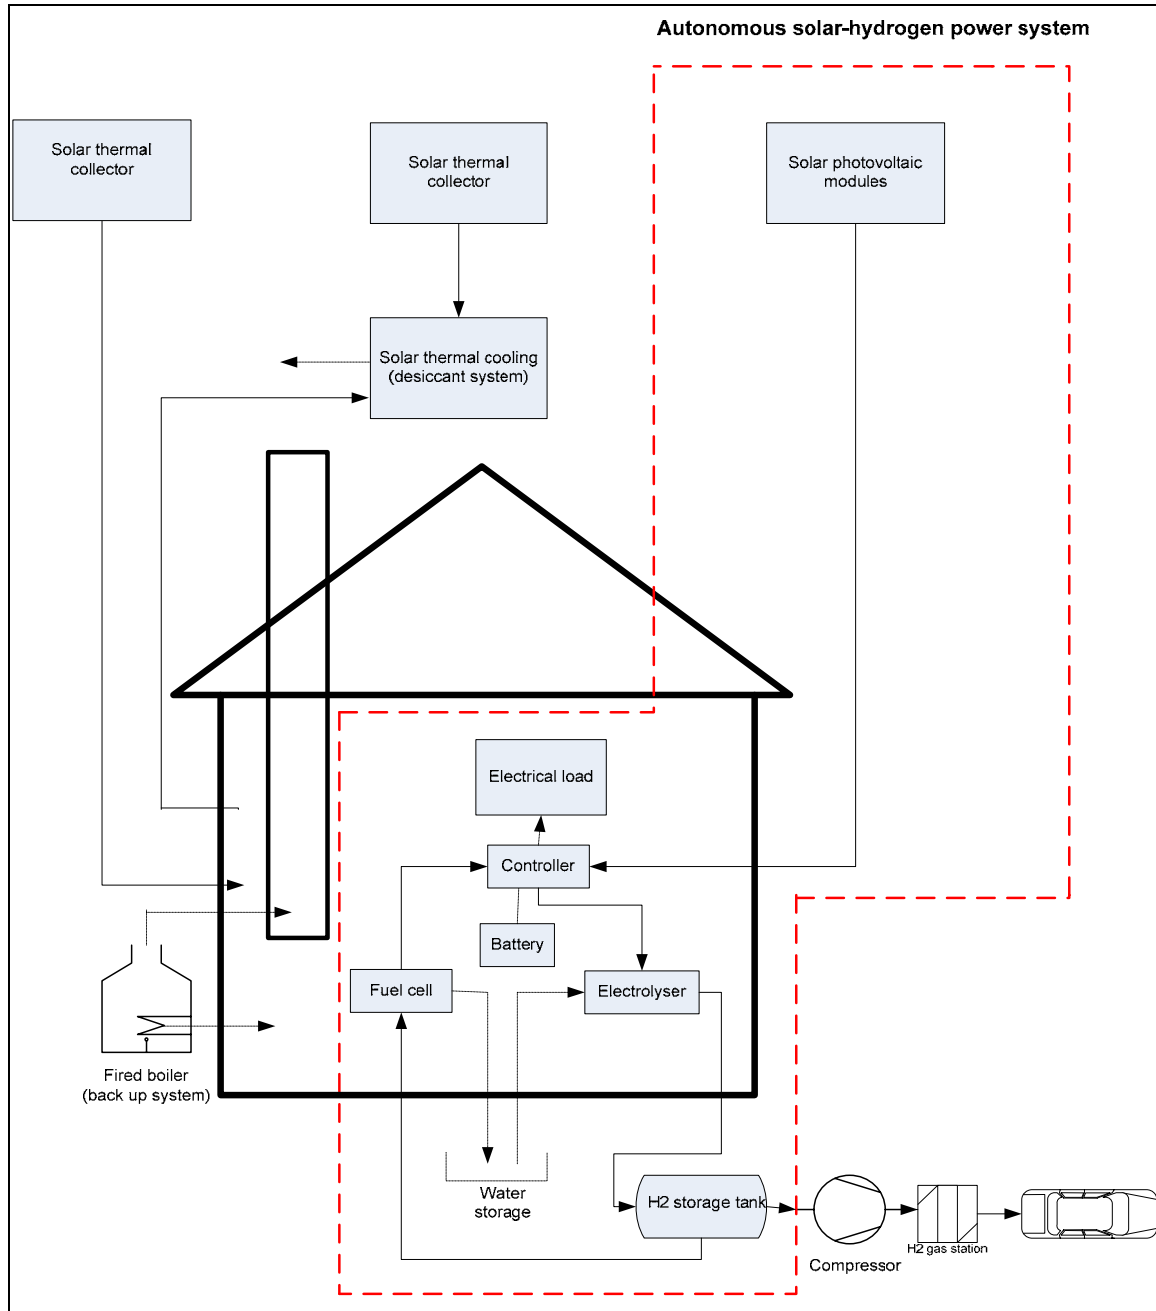 Autonomous solar-hydrogen power system
Solar thermal
collector
Solar thermal
collector
Solar photovoltaic
modules
Solar thermal cooling
(desiccant system)
Electrical load
Controller
Battery
Fuel cell
Electrolyser
Fired boiler
(back up system)
Water
storage
H2 storage tank
H2 gas station
Compressor